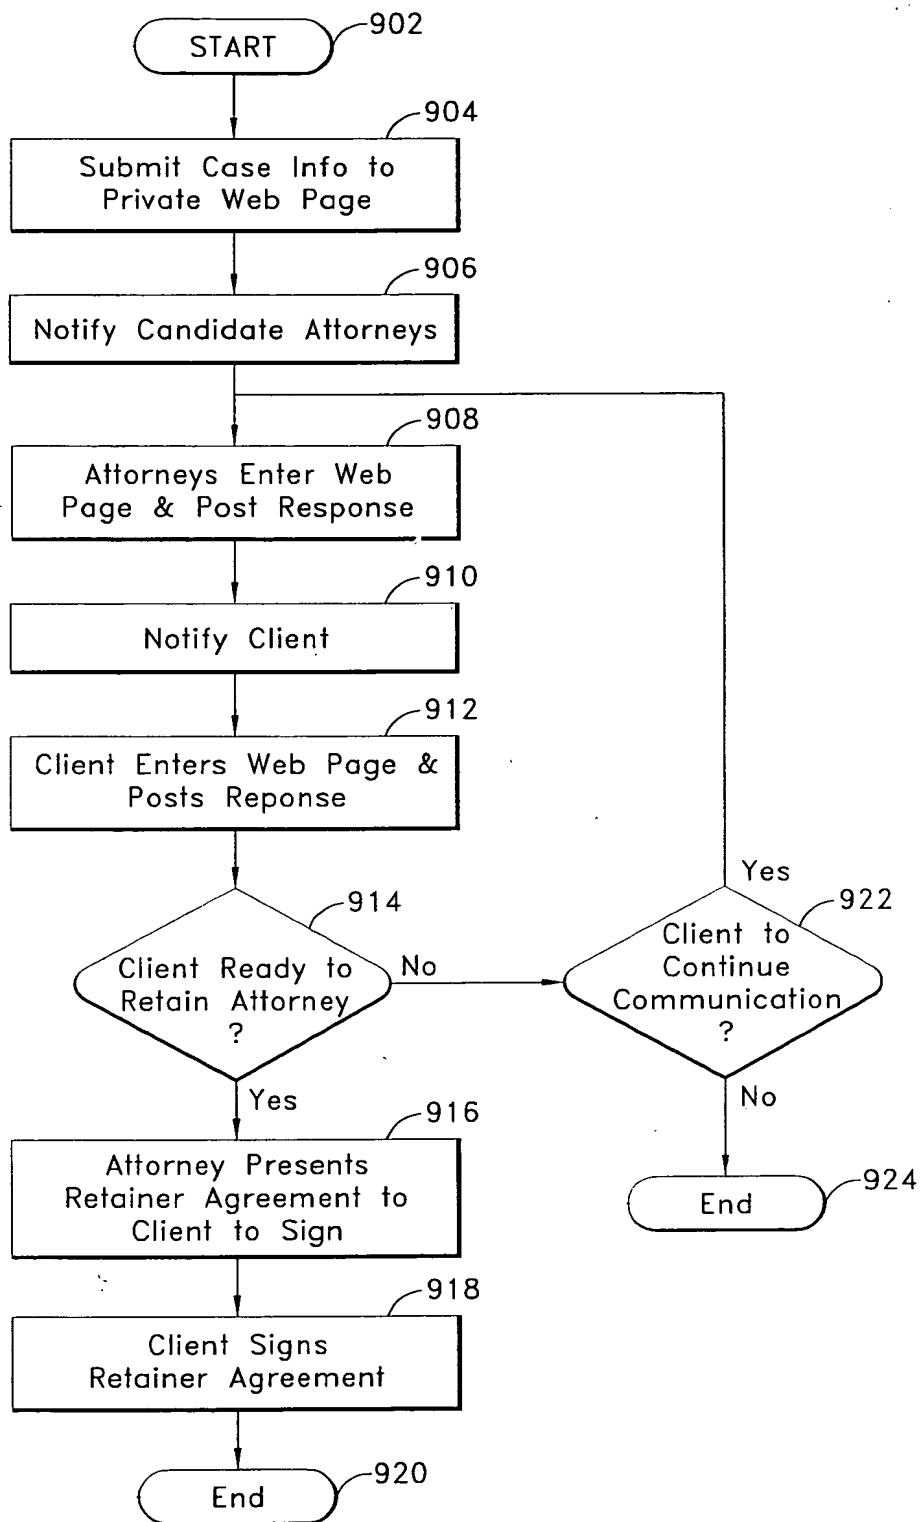 902
START
904
Submit Case Info to
Private Web Page
906
Notify Candidate Attorneys
908
Attorneys Enter Web
Page & Post Response
910
Notify Client
912
Client Enters Web Page &
Posts Reponse
914
Client Ready to
Retain Attorney
?
No
Yes
922
Client to
Continue
Communication
?
Yes
No
924
End
916
Attorney Presents
Retainer Agreement to
Client to Sign
918
Client Signs
Retainer Agreement
920
End